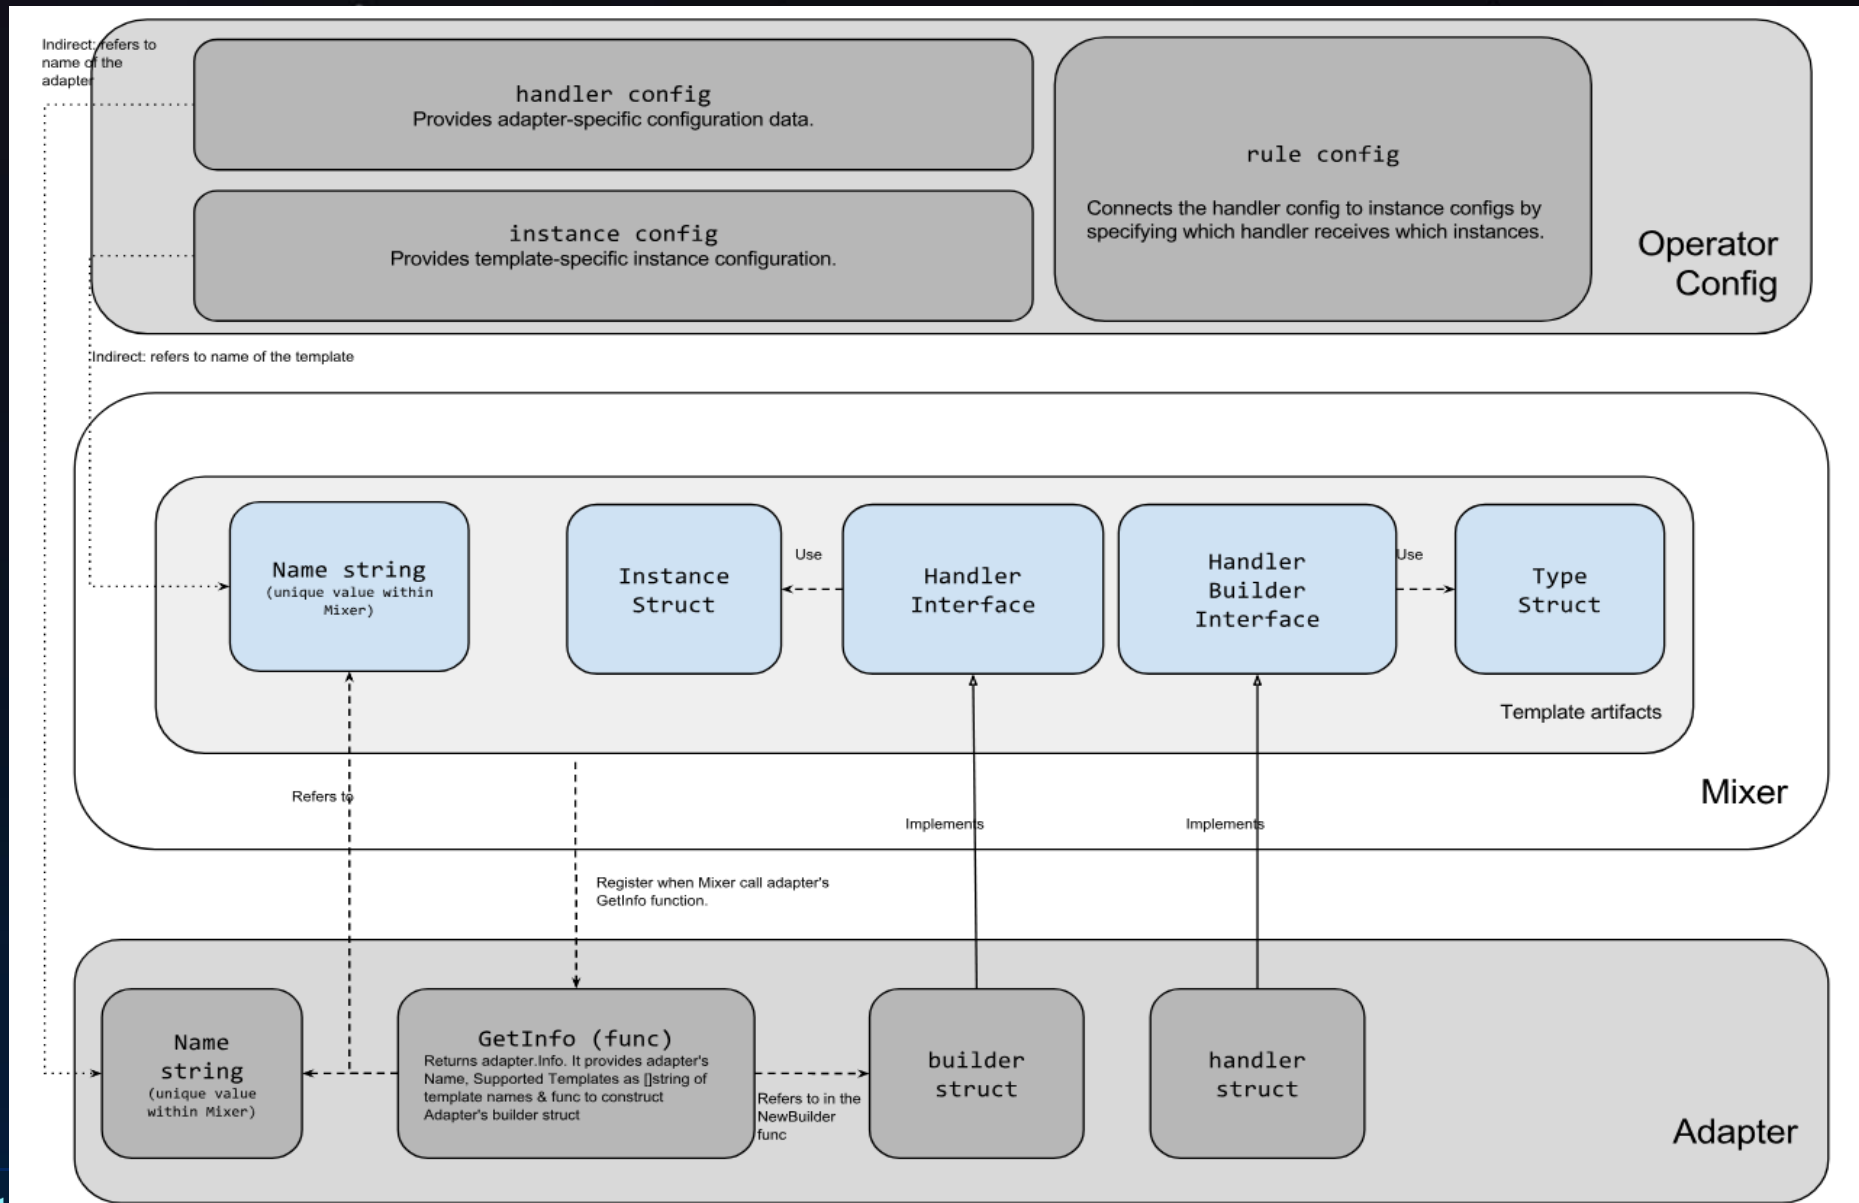 Indirect: refers to
name of the
adapter
handler config
Provides adapter-specific configuration data.
instance config
Provides template-specific instance configuration.
rule config
Connects the handler config to instance configs by
specifying which handler receives which instances.
Operator
Config
Indirect: refers to name of the template
Name string
(unique value within
Mixer)
Instance
Struct
Use
Handler
Interface
Handler
Builder
Interface
Use
Type
Struct
Template artifacts
Mixer
Refers to
Implements
Implements
Register when Mixer call adapter's
GetInfo function.
Name
string
(unique value
within Mixer)
GetInfo (func)
Returns adapter.Info. It provides adapter's
Name, Supported Templates as []string of
template names & func to construct
Adapter's builder struct
Refers to in the
NewBuilder
func
builder
struct
handler
struct
Adapter